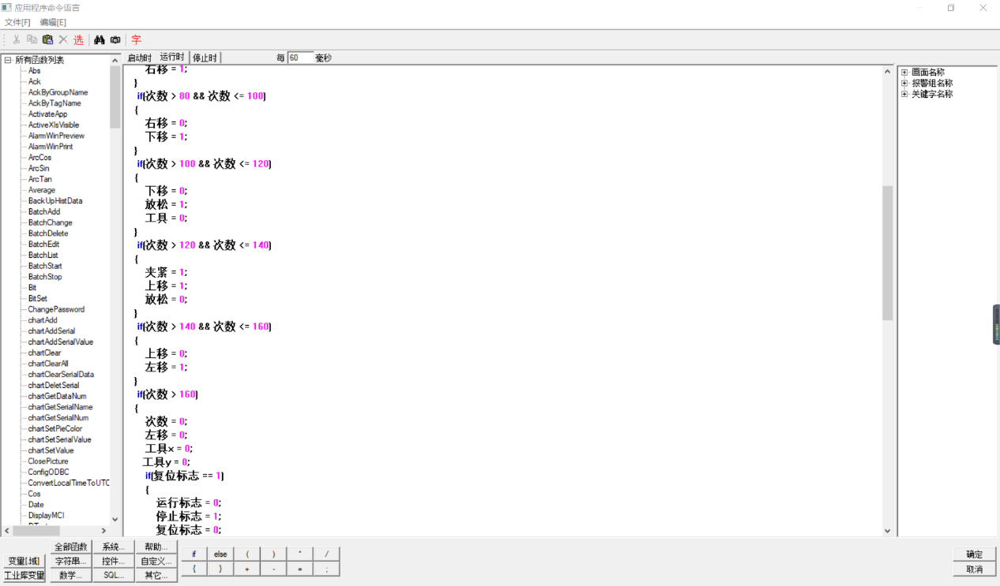 应用程序命令语言
文件[F] 编辑[E]
选 字
所有函数列表
Abs
Ack
AckByGroupName
AckByTagName
ActivateApp
ActiveXIsVisible
AlarmWinPreview
AlarmWinPrint
ArcCos
ArcSin
ArcTan
Average
BackUpHistData
BatchAdd
BatchChange
BatchDelete
BatchEdit
BatchList
BatchStart
BatchStop
Bit
BitSet
ChangePassword
chartAdd
chartAddSerial
chartAddSerialValue
chartClear
chartClearAll
chartClearSerialData
chartDeletSerial
chartGetDataNum
chartGetSerialName
chartGetSerialNum
chartSetPieColor
chartSetSerialValue
chartSetValue
ClosePicture
ConfigODBC
ConvertLocalTimeToUTC
Cos
Date
DisplayMCI
启动时 运行时 停止时 每 60 毫秒
右移 = 1;
}
if(次数 > 80 && 次数 <= 100)
{
右移 = 0;
下移 = 1;
}
if(次数 > 100 && 次数 <= 120)
{
下移 = 0;
放松 = 1;
工具 = 0;
}
if(次数 > 120 && 次数 <= 140)
{
夹紧 = 1;
上移 = 1;
放松 = 0;
}
if(次数 > 140 && 次数 <= 160)
{
上移 = 0;
左移 = 1;
}
if(次数 > 160)
{
次数 = 0;
左移 = 0;
工具x = 0;
工具y = 0;
if(复位标志 == 1)
{
运行标志 = 0;
停止标志 = 1;
复位标志 = 0;
画面名称
报警组名称
关键字名称
全部函数 系统... 帮助...
变量[.域] 字符串... 控件... 自定义...
工业库变量 数学... SQL... 其它...
if else ( ) * /
{ } + - = ;
确定
取消